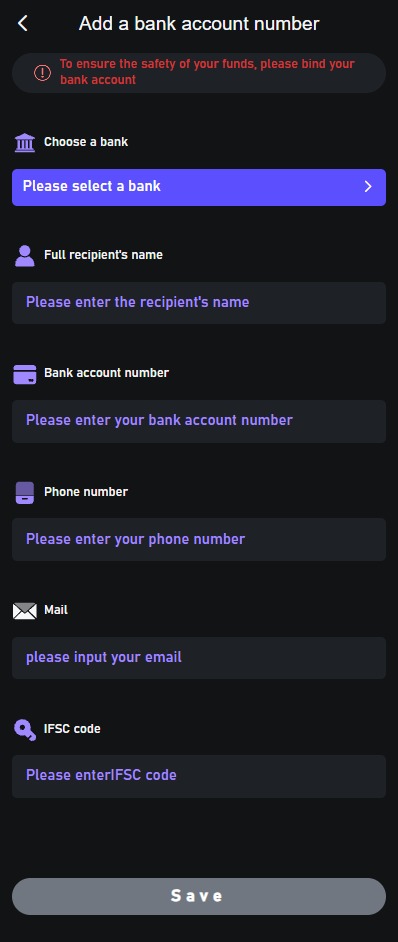 Add a bank account number
To ensure the safety of your funds, please bind your
bank account
Choose a bank
Please select a bank
Full recipient's name
Please enter the recipient's name
Bank account number
Please enter your bank account number
Phone number
Please enter your phone number
Mail
please input your email
IFSC code
Please enterIFSC code
Save